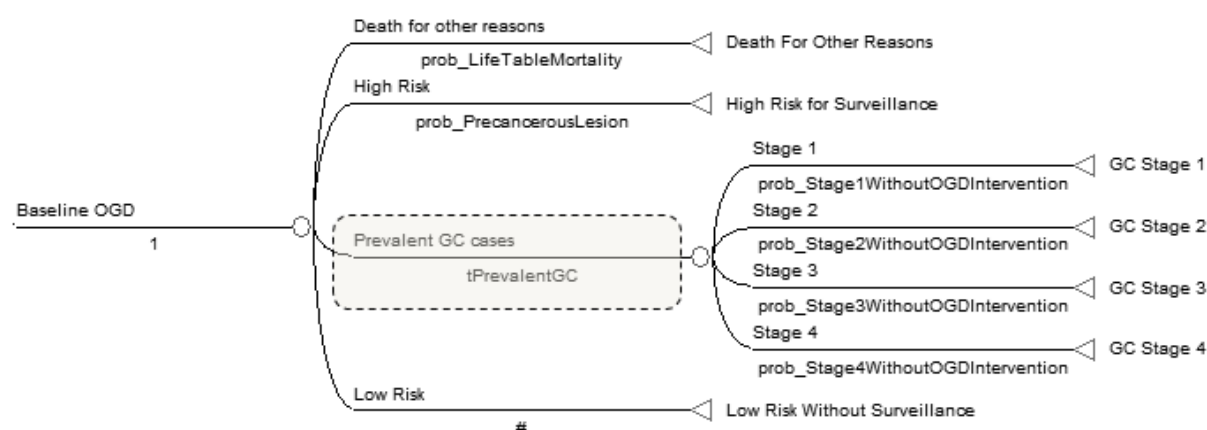 Death for other reasons
Death For Other Reasons
prob_LifeTableMortality
High Risk
High Risk for Surveillance
prob_PrecancerousLesion
Stage 1
GC Stage 1
prob_Stage1WithoutOGDIntervention
Baseline OGD
1
Stage 2
GC Stage 2
prob_Stage2WithoutOGDIntervention
Prevalent GC cases
tPrevalentGC
Stage 3
GC Stage 3
prob_Stage3WithoutOGDIntervention
Stage 4
GC Stage 4
prob_Stage4WithoutOGDIntervention
Low Risk
Low Risk Without Surveillance
#